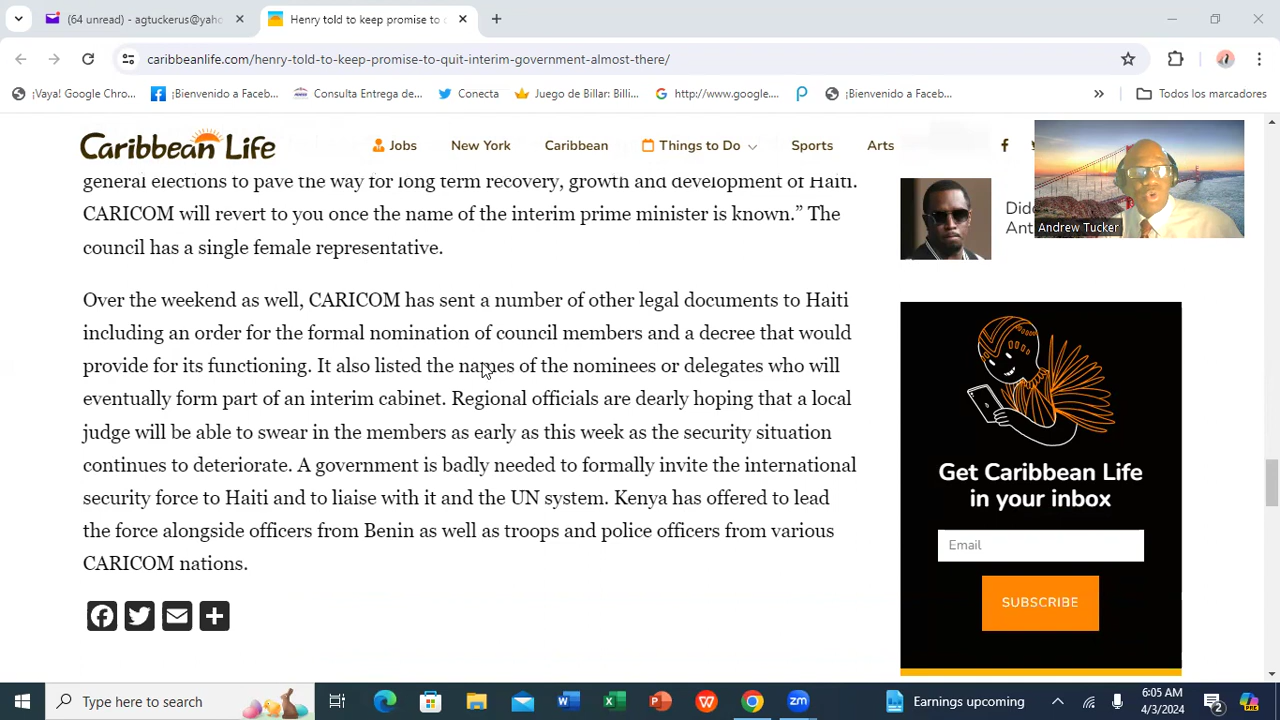 (64 unread) - agtuckerus@yaho
Henry told to keep promise to
caribbeanlife.com/henry-told-to-keep-promise-to-quit-interim-government-almost-there/
¡Vaya! Google Chro...
¡Bienvenido a Faceb...
Consulta Entrega de...
Conecta
Juego de Billar: Billi...
http://www.google....
¡Bienvenido a Faceb...
Todos los marcadores
Caribbean Life
Jobs
New York
Caribbean
Things to Do
Sports
Arts
general elections to pave the way for long term recovery, growth and development of Haiti.
CARICOM will revert to you once the name of the interim prime minister is known.” The
council has a single female representative.
Over the weekend as well, CARICOM has sent a number of other legal documents to Haiti
including an order for the formal nomination of council members and a decree that would
provide for its functioning. It also listed the names of the nominees or delegates who will
eventually form part of an interim cabinet. Regional officials are dearly hoping that a local
judge will be able to swear in the members as early as this week as the security situation
continues to deteriorate. A government is badly needed to formally invite the international
security force to Haiti and to liaise with it and the UN system. Kenya has offered to lead
the force alongside officers from Benin as well as troops and police officers from various
CARICOM nations.
Andrew Tucker
Get Caribbean Life
in your inbox
Email
SUBSCRIBE
Type here to search
Earnings upcoming
6:05 AM
4/3/2024
2
PRE